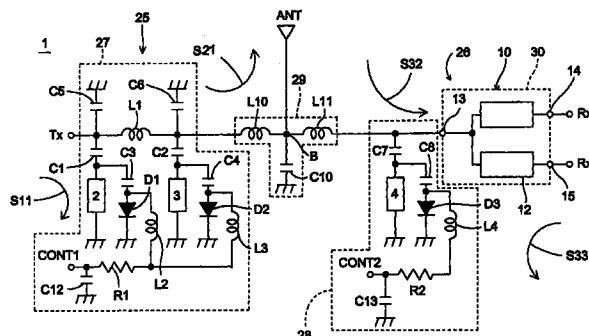 ANT
1
27
25
S21
S32
26
10
30
14
C5
C6
29
L1
L10
L11
13
Rx
Tx
B
C1
C3
C2
C4
C10
C7
C8
12
15
Rx
S11
2
D1
3
D2
4
D3
L3
L4
S33
CONT1
L2
CONT2
C12
R1
R2
C13
28